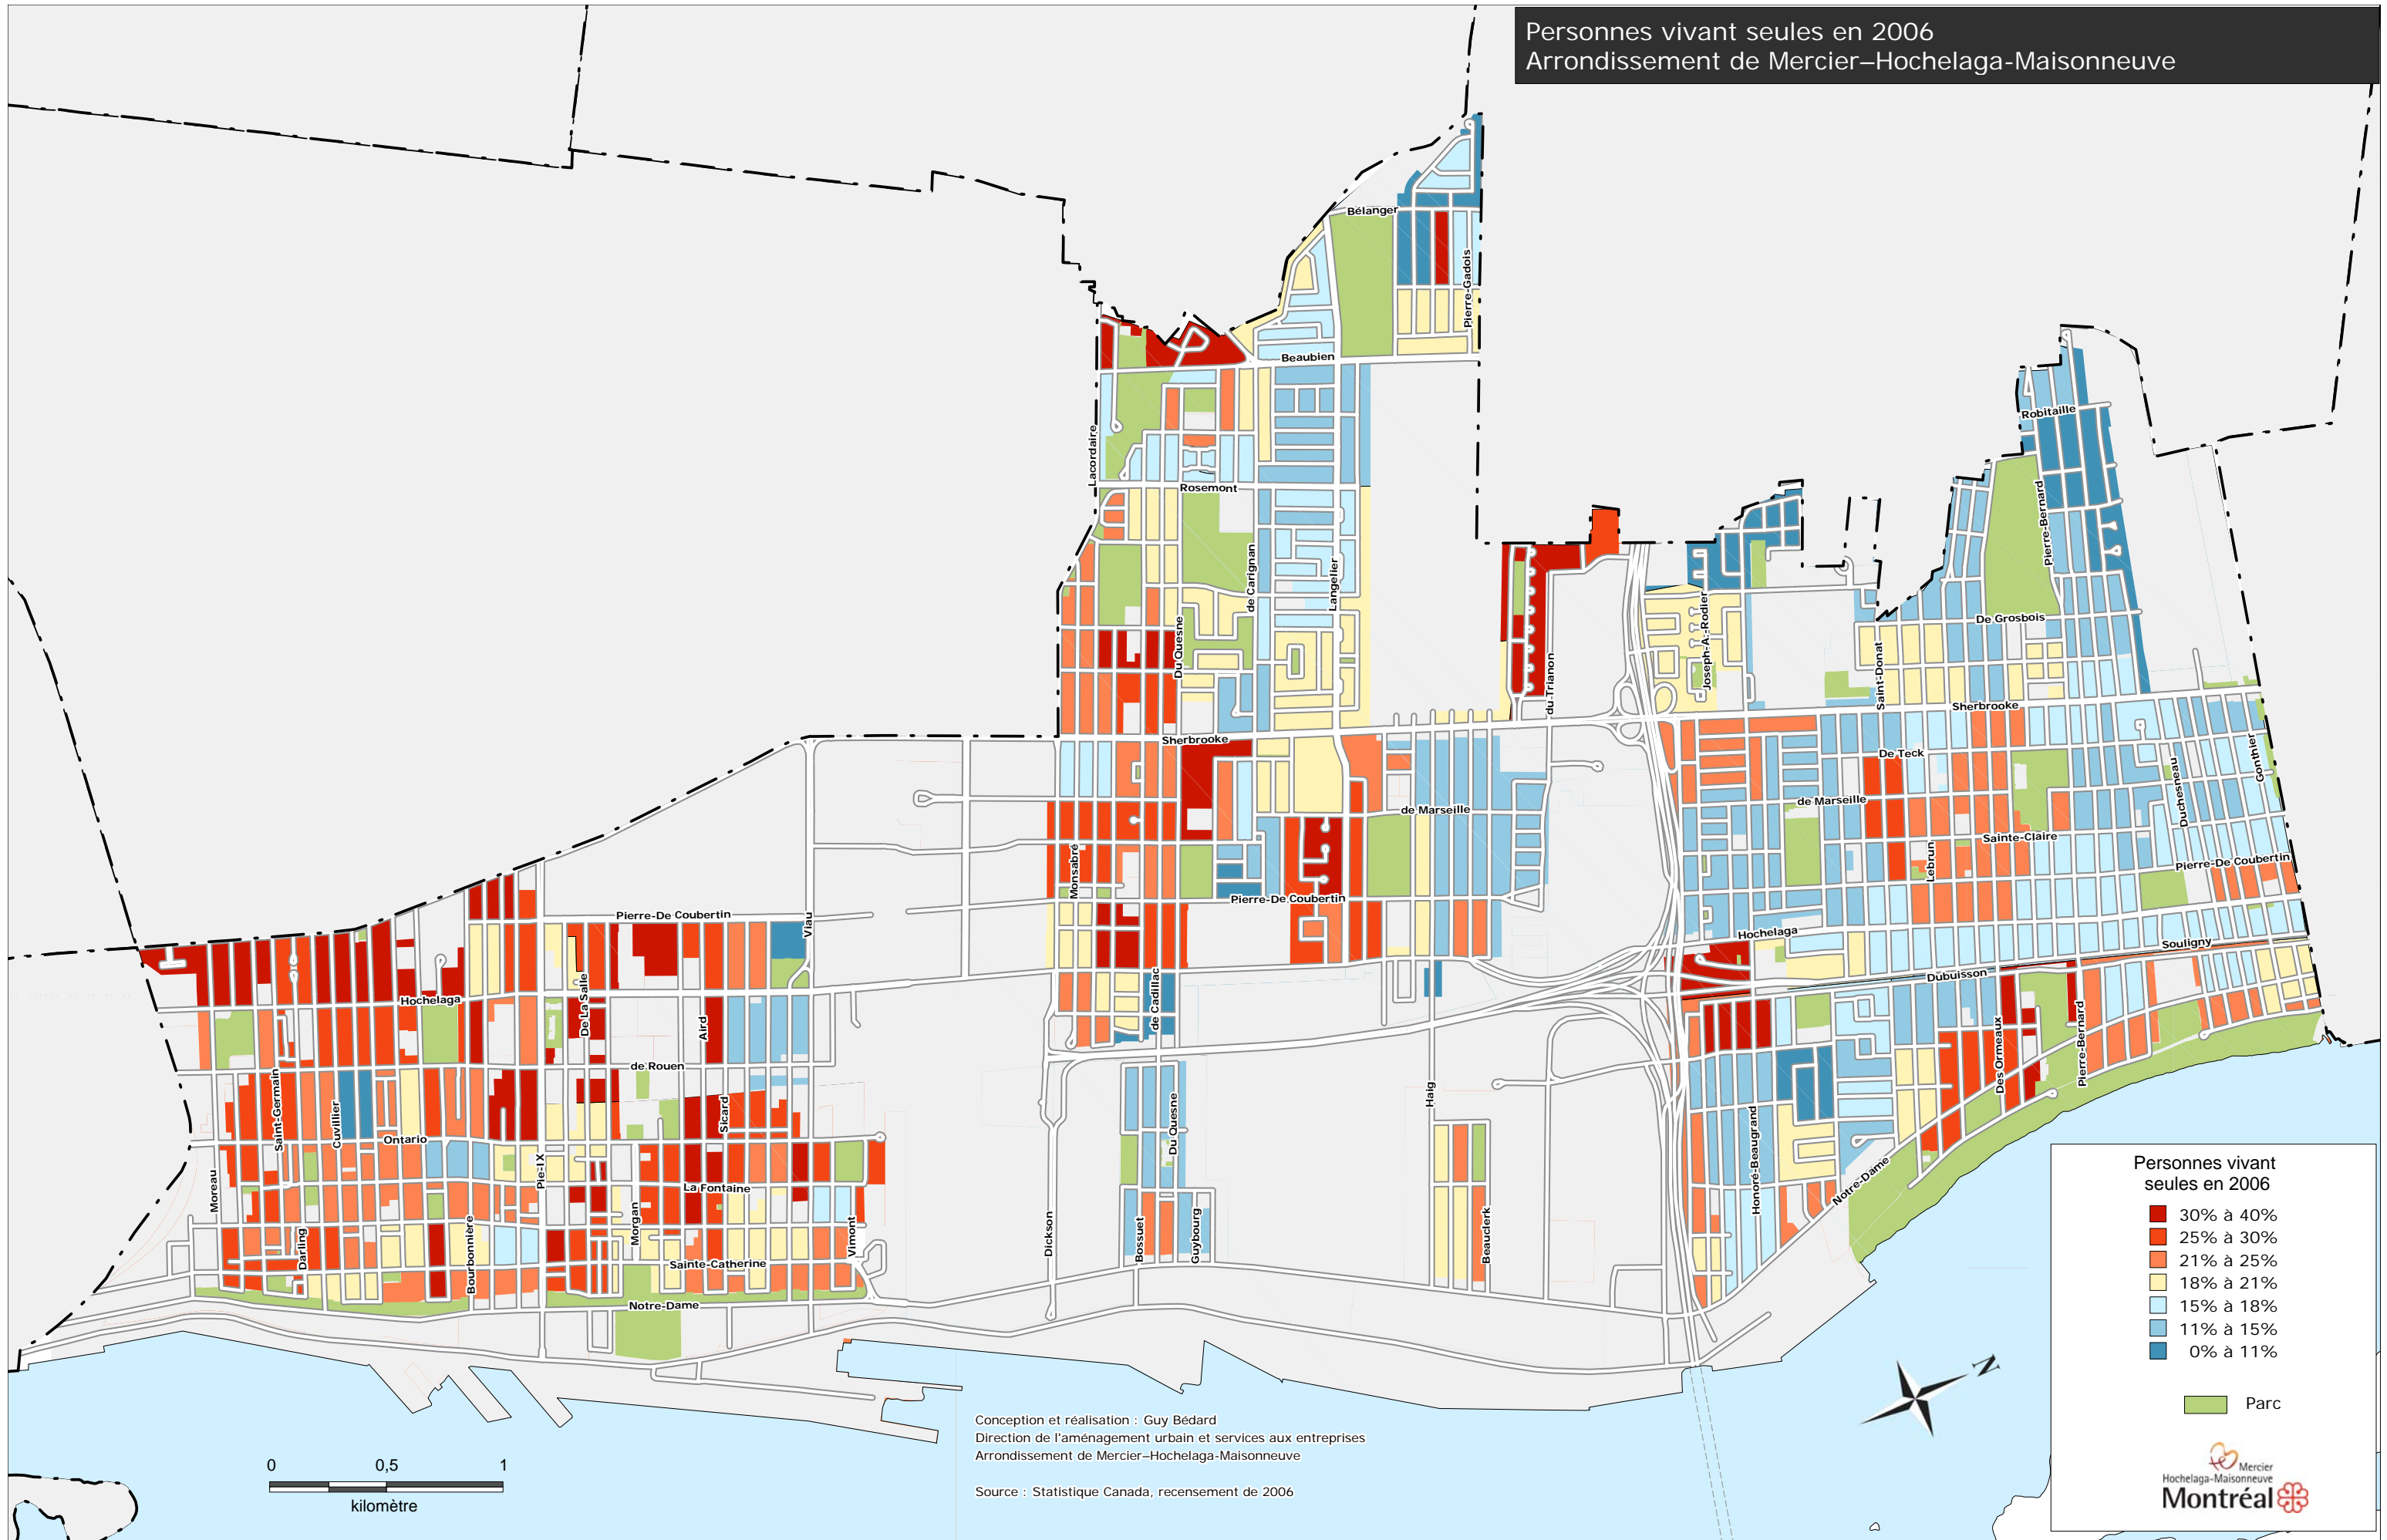 Personnes vivant seules en 2006
Arrondissement de Mercier–Hochelaga-Maisonneuve
Bélanger
Pierre-Gadois
Beaubien
Lacordaire
Rosemont
de Carignan
Langelier
Du Quesne
Sherbrooke
du Trianon
Joseph-A.-Rodier
Saint-Donat
Robitaille
Pierre-Bernard
De Grosbois
Sherbrooke
De Teck
de Marseille
de Marseille
Sainte-Claire
Lebrun
Duchesneau
Gonthier
Pierre-De Coubertin
Souligny
Hochelaga
Dubuisson
Monsabré
Pierre-De Coubertin
de Cadillac
Pierre-De Coubertin
Viau
Hochelaga
De La Salle
Aird
de Rouen
Saint-Germain
Cuvillier
Ontario
Sicard
Moreau
Pie-IX
La Fontaine
Darling
Bourbonnière
Morgan
Vimont
Sainte-Catherine
Notre-Dame
Dickson
Du Quesne
Bossuet
Guybourg
Haig
Beauclerk
Honoré-Beaugrand
Notre-Dame
Des Ormeaux
Pierre-Bernard
Personnes vivant
seules en 2006
30% à 40%
25% à 30%
21% à 25%
18% à 21%
15% à 18%
11% à 15%
0% à 11%
Parc
N
Mercier
Hochelaga-Maisonneuve
Montréal
Conception et réalisation : Guy Bédard
Direction de l'aménagement urbain et services aux entreprises
Arrondissement de Mercier–Hochelaga-Maisonneuve
Source : Statistique Canada, recensement de 2006
0 0,5 1
kilomètre